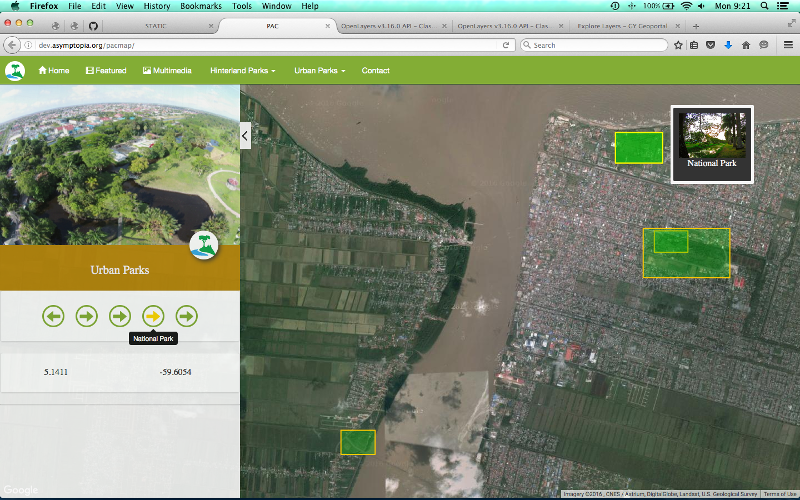 Firefox File Edit View History Bookmarks Tools Window Help 100% Mon 9:21
STATIC PAC OpenLayers v3.16.0 API - Clas... OpenLayers v3.16.0 API - Clas... Explore Layers – GY Geoportal
dev.asymptopia.org/pacmap/ Search
Home Featured Multimedia Hinterland Parks Urban Parks Contact
National Park
Urban Parks
National Park
5.1411 -59.6054
Google
Imagery ©2016 , CNES / Astrium, DigitalGlobe, Landsat, U.S. Geological Survey Terms of Use